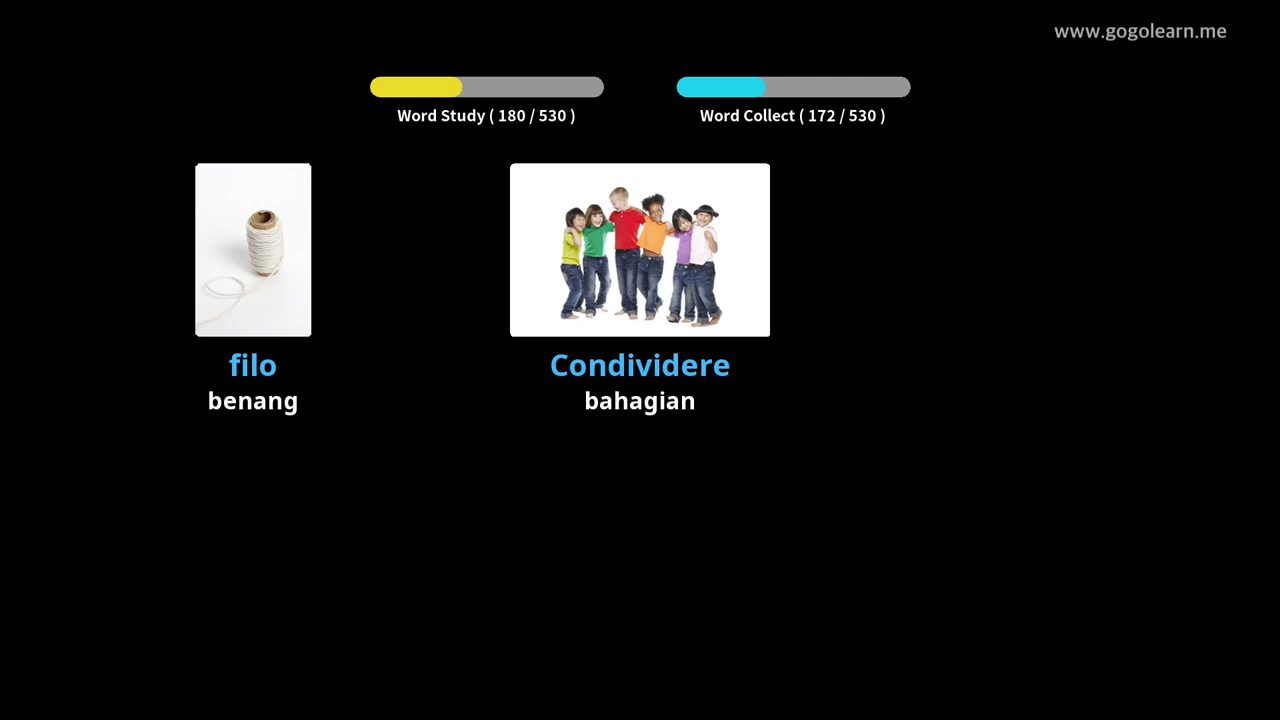 www.gogolearn.me
Word Study ( 180 / 530 )
Word Collect ( 172 / 530 )
filo
benang
Condividere
bahagian